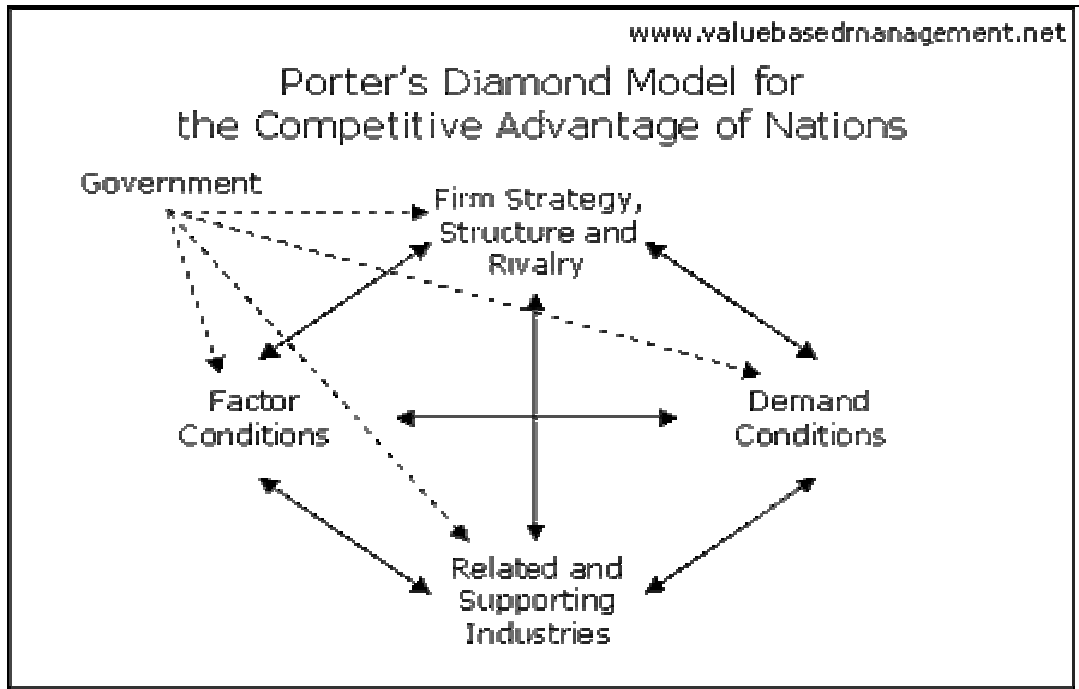 www.valuebasedmanagement.net
Porter's Diamond Model for
the Competitive Advantage of Nations
Government
Firm Strategy,
Structure and
Rivalry
Factor
Conditions
Demand
Conditions
Related and
Supporting
Industries